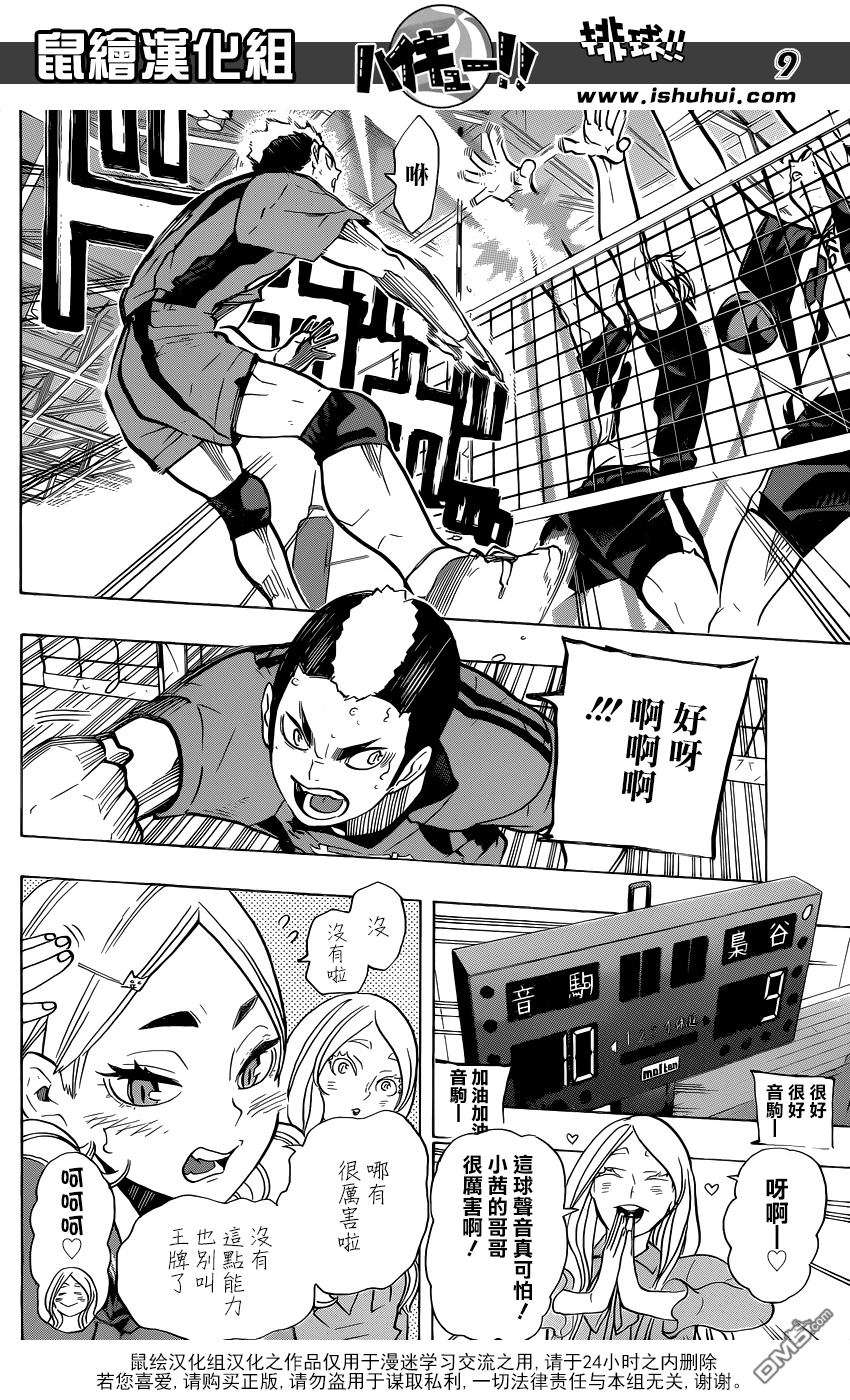 鼠繪漢化組
ハイキュー!!
排球!!
9
www.ishuhui.com
咻
好呀
啊啊啊
!!!
梟谷
音駒
9
10
molten
很好
很好
音駒ー
加油加油
音駒ー
呀啊ー
這球聲音真可怕!
小茜的哥哥
很厲害啊!
沒
沒有啦
哪有
很厲害啦
沒有
這點能力
也別叫
王牌了
呵呵呵
DM5.COM
鼠绘汉化组汉化之作品仅用于漫迷学习交流之用, 请于24小时之内删除
若您喜爱, 请购买正版, 请勿用于谋取私利, 一切法律责任与本组无关, 谢谢.